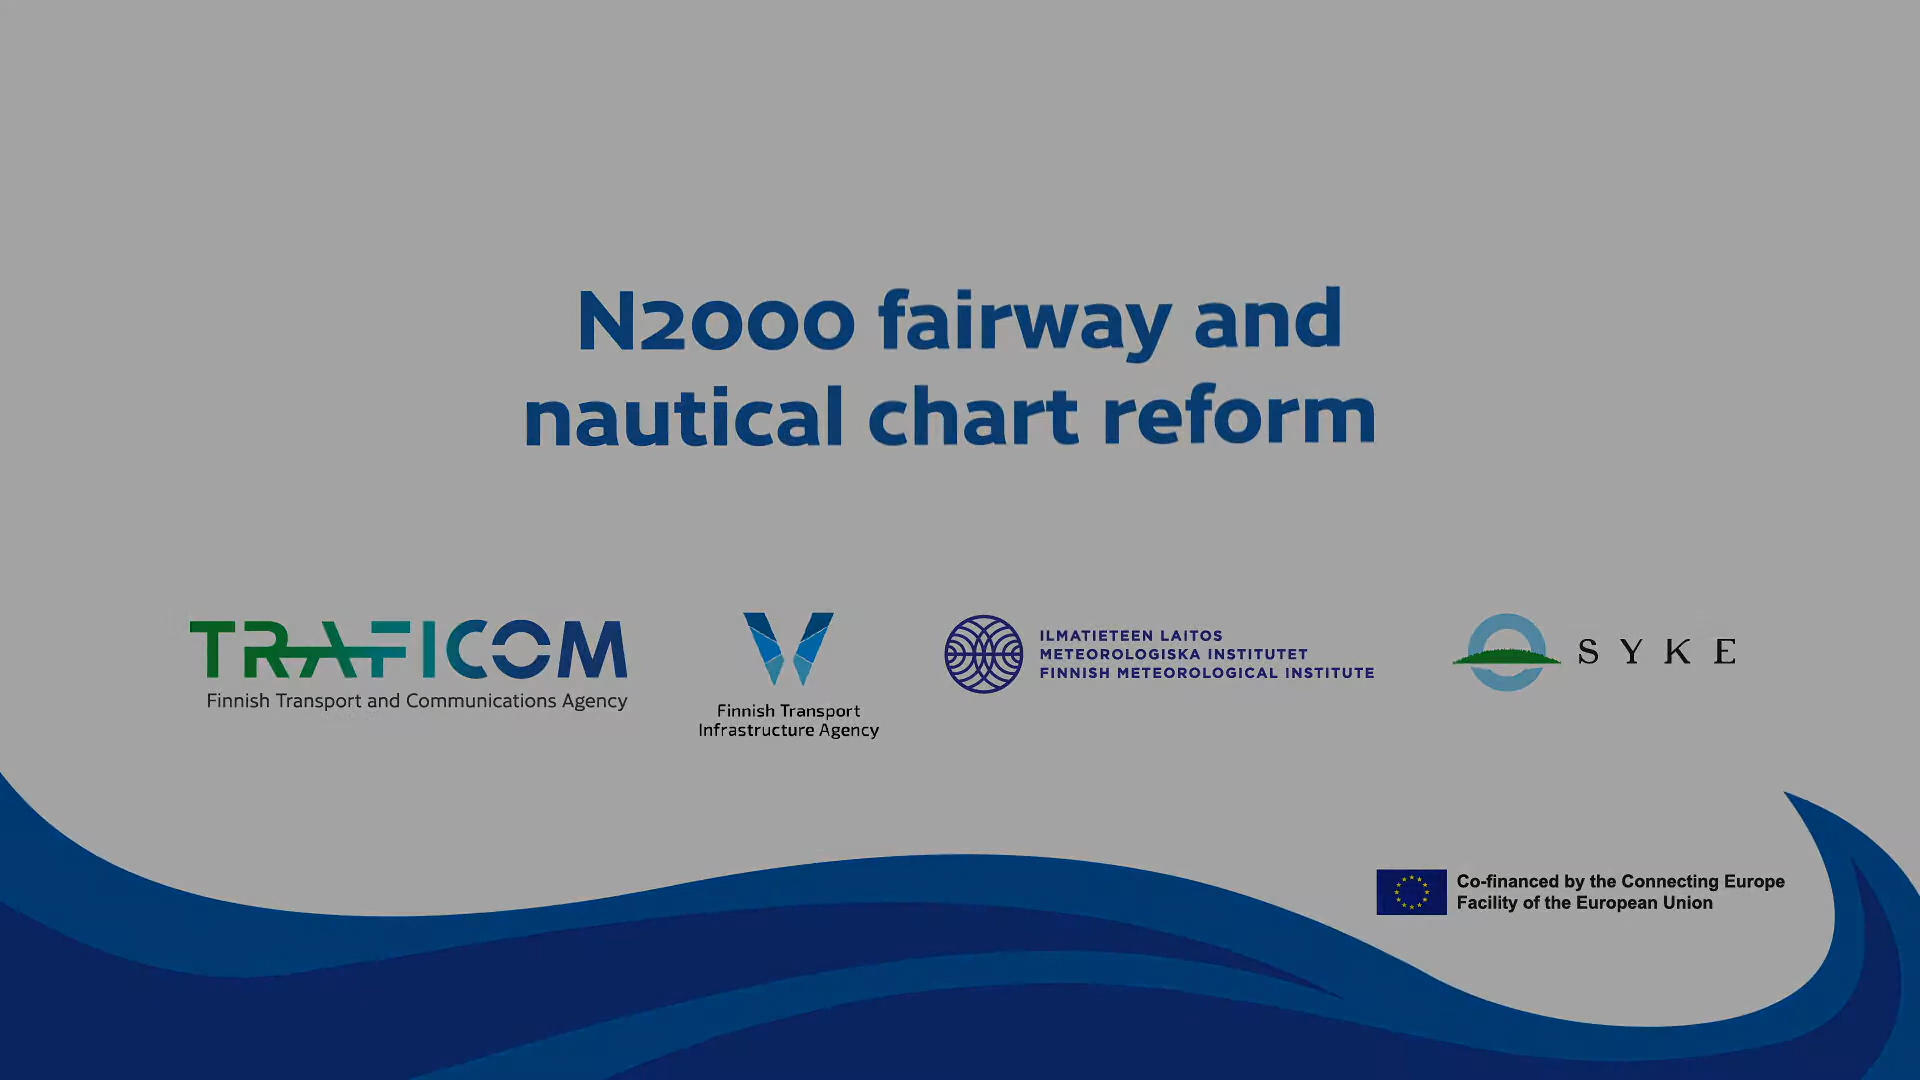 N2000 fairway and
nautical chart reform
TRAFICOM
Finnish Transport and Communications Agency
Finnish Transport
Infrastructure Agency
ILMATIETEEN LAITOS
METEOROLOGISKA INSTITUTET
FINNISH METEOROLOGICAL INSTITUTE
SYKE
Co-financed by the Connecting Europe
Facility of the European Union